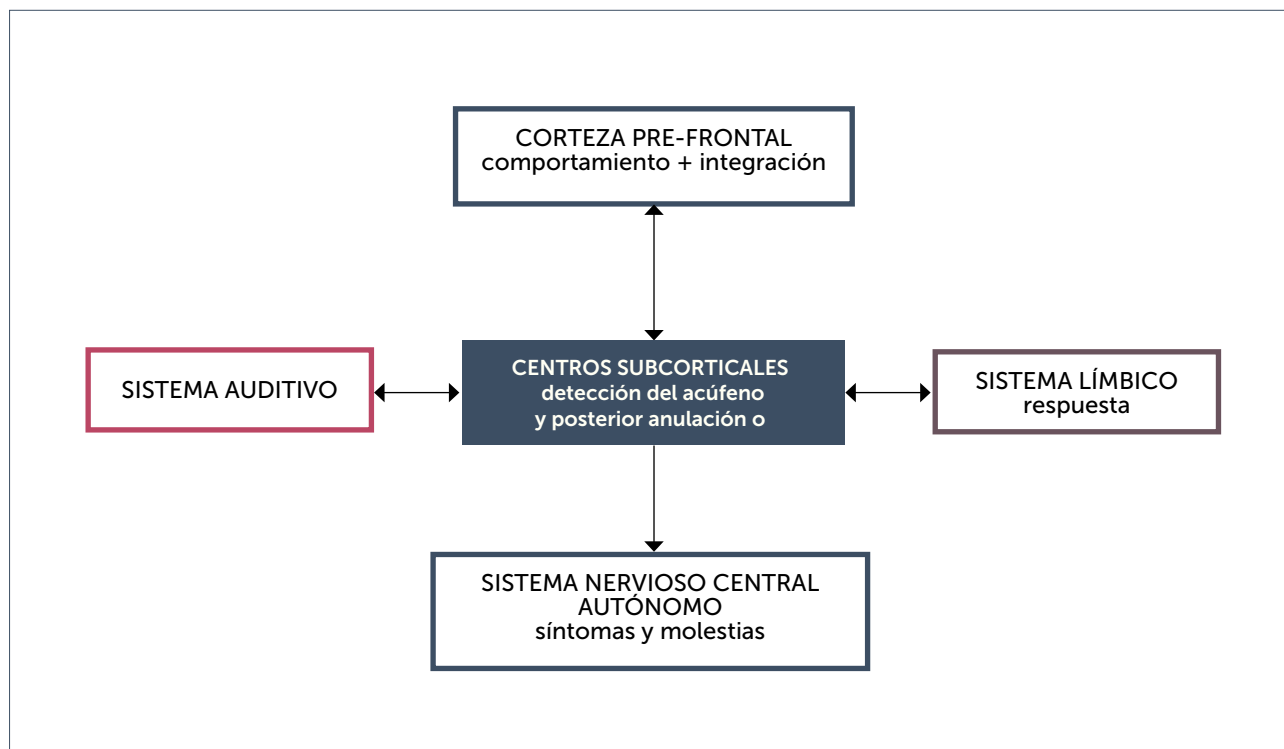 CORTEZA PRE-FRONTAL
comportamiento + integración
SISTEMA AUDITIVO
CENTROS SUBCORTICALES
detección del acúfeno
y posterior anulación o
SISTEMA LÍMBICO
respuesta
SISTEMA NERVIOSO CENTRAL
AUTÓNOMO
síntomas y molestias